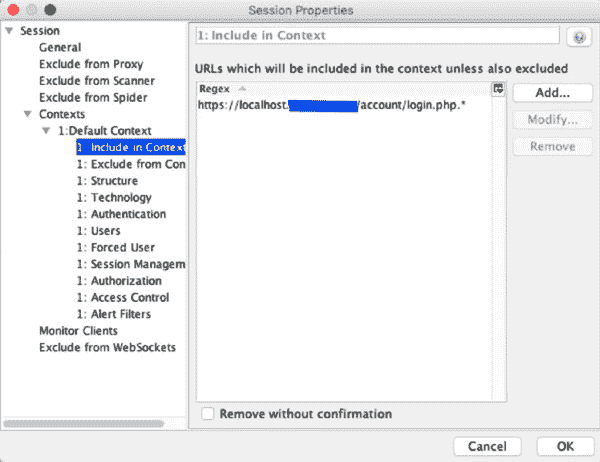 Session Properties
Session
General
Exclude from Proxy
Exclude from Scanner
Exclude from Spider
Contexts
1:Default Context
1: Include in Context
1: Exclude from Con
1: Structure
1: Technology
1: Authentication
1: Users
1: Forced User
1: Session Managem
1: Authorization
1: Access Control
1: Alert Filters
Monitor Clients
Exclude from WebSockets
1: Include in Context
URLs which will be included in the context unless also excluded
Regex
https://localhost. /account/login.php.*
Add...
Modify...
Remove
Remove without confirmation
Cancel
OK